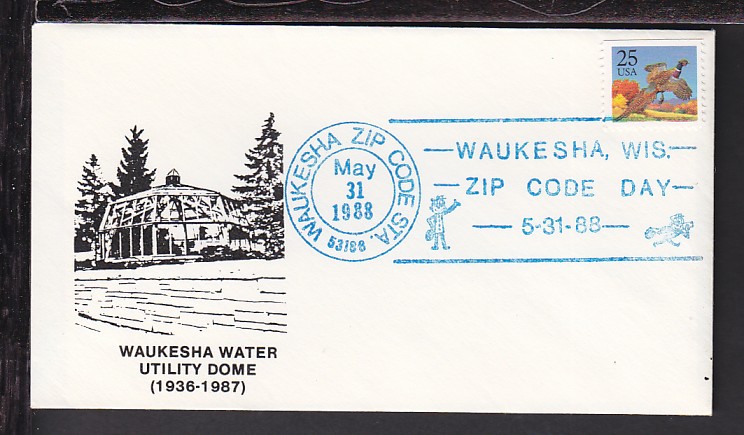 25
USA
WAUKESHA ZIP CODE STA.
May
31
1988
53188
—WAUKESHA, WIS.—
—ZIP CODE DAY—
—5-31-88—
WAUKESHA WATER
UTILITY DOME
(1936-1987)